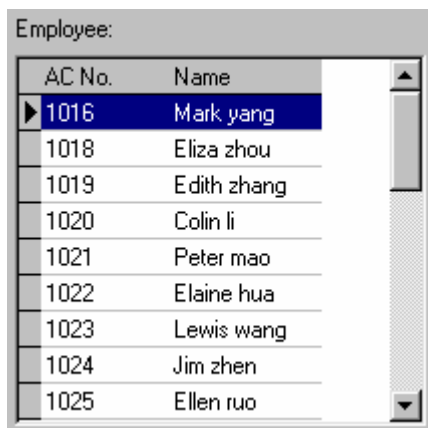 Employee:
AC No. Name
1016 Mark yang
1018 Eliza zhou
1019 Edith zhang
1020 Colin li
1021 Peter mao
1022 Elaine hua
1023 Lewis wang
1024 Jim zhen
1025 Ellen ruo